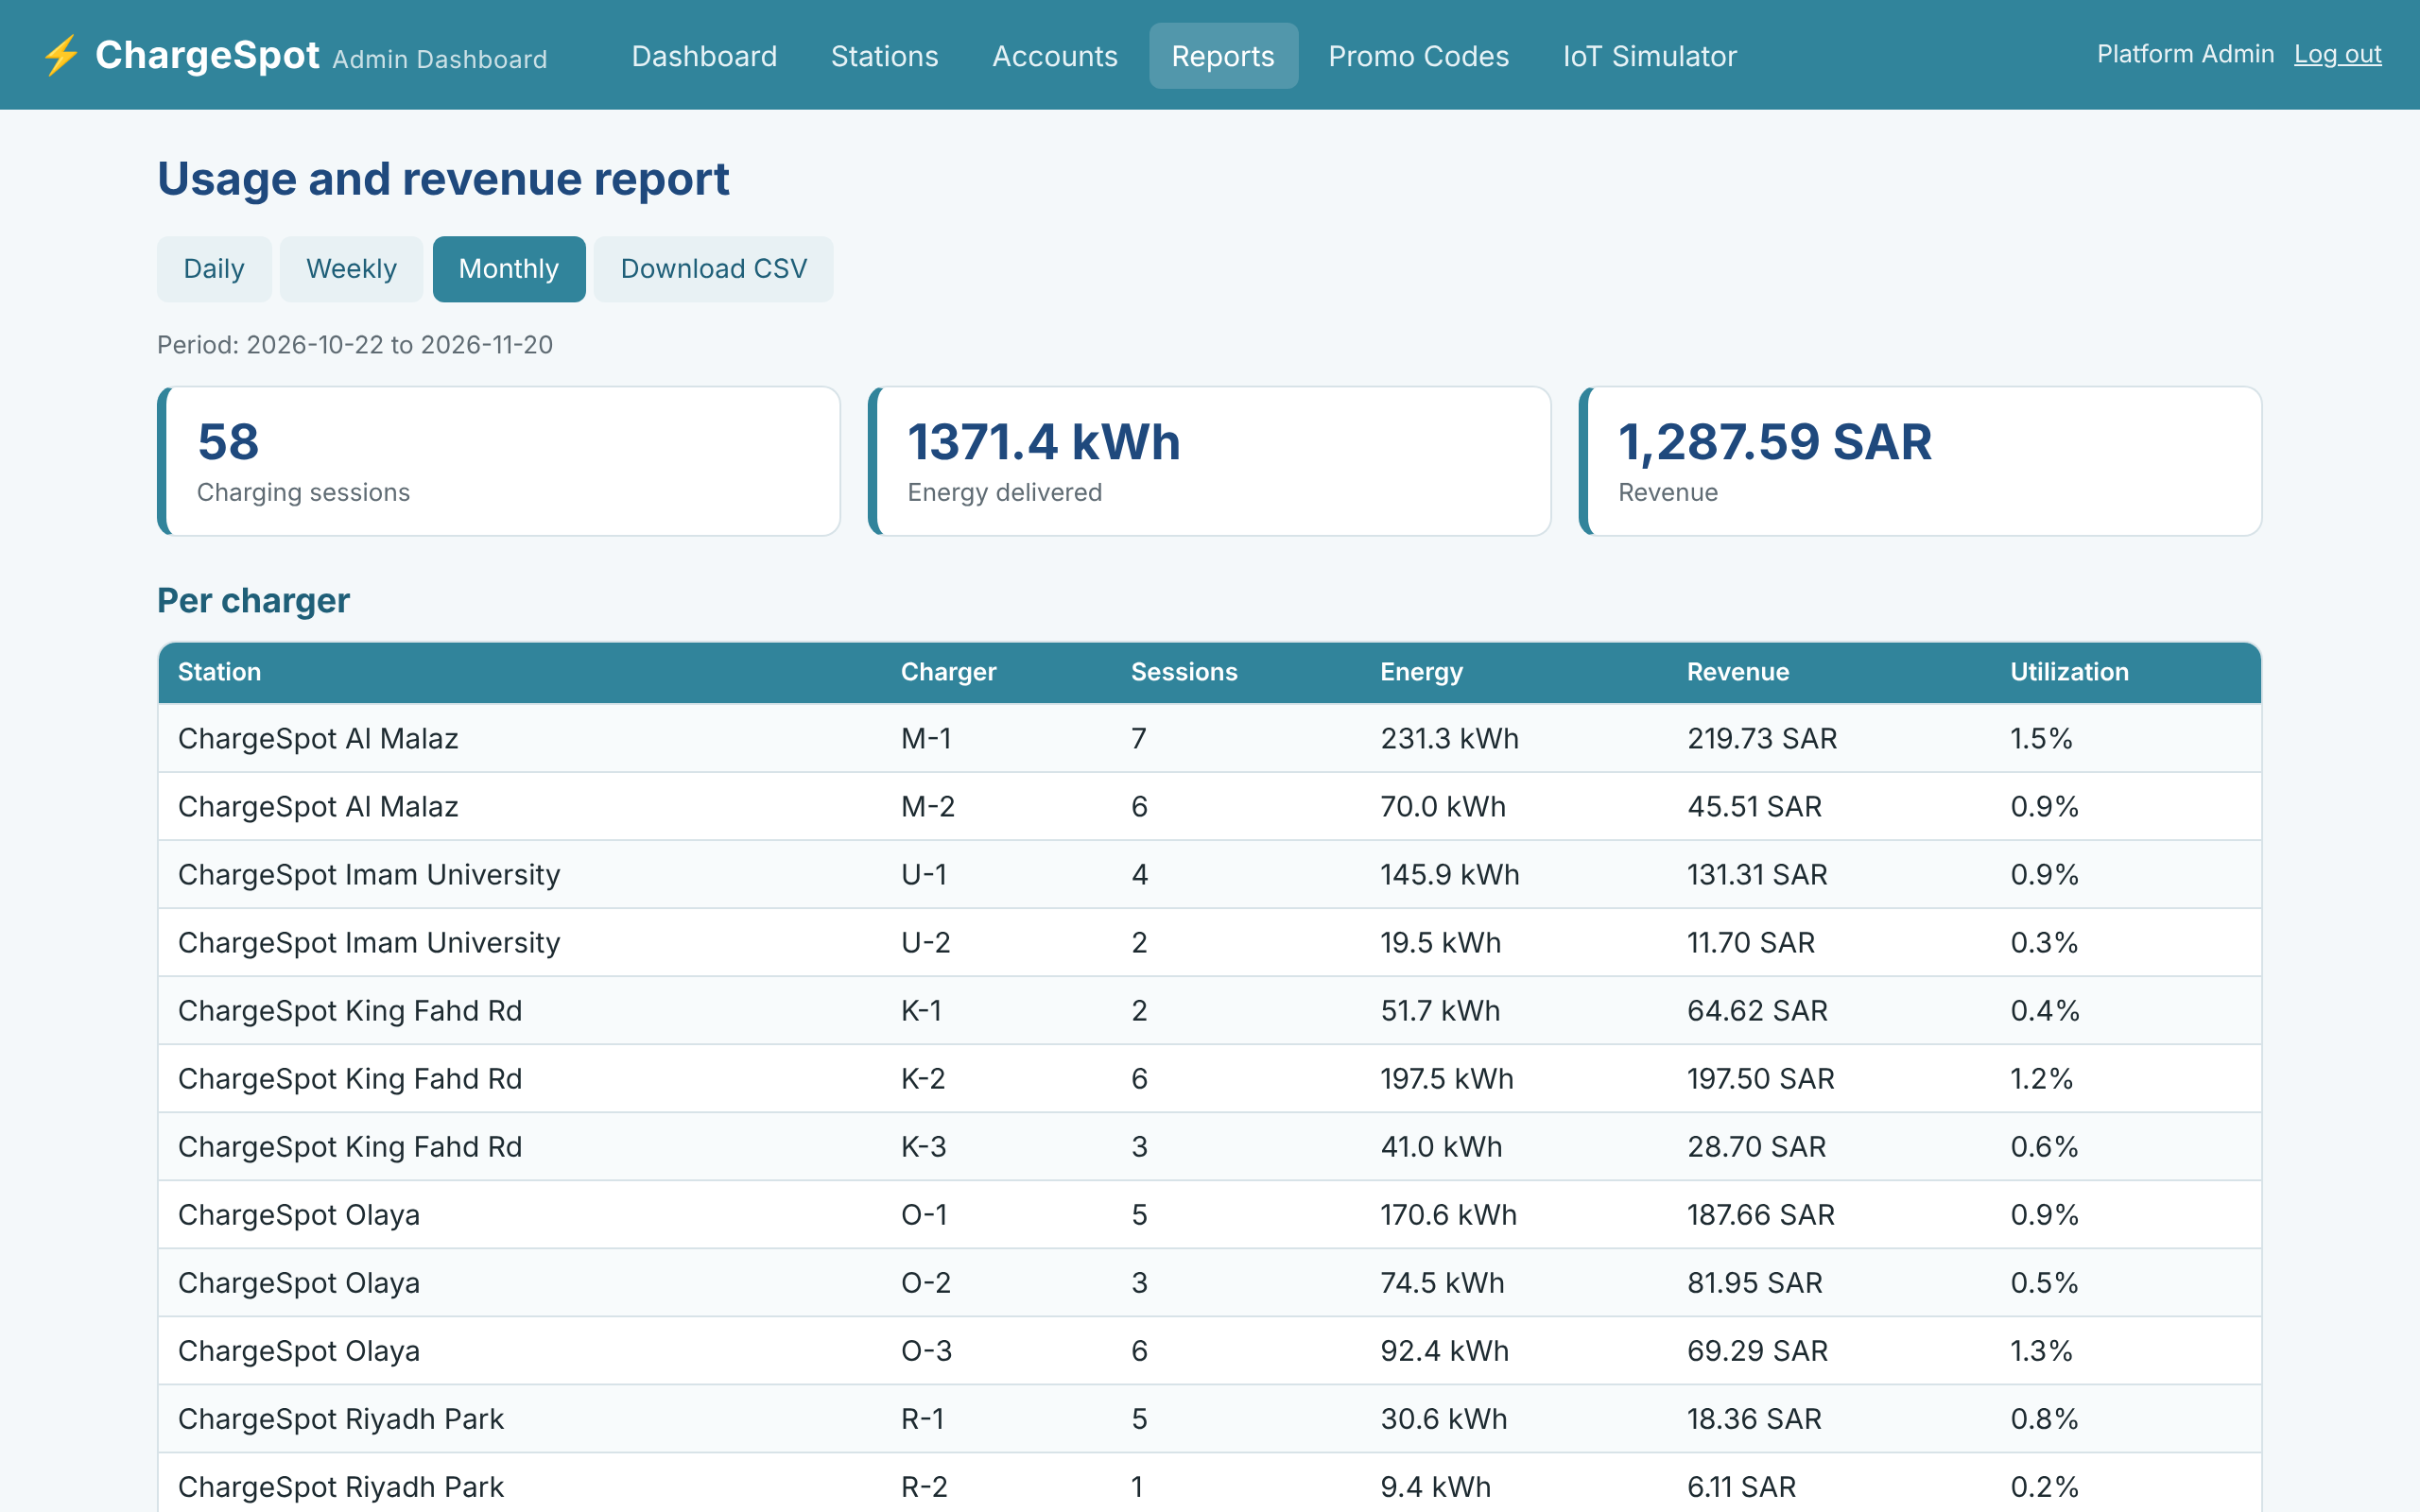 ⚡ ChargeSpot Admin Dashboard Dashboard Stations Accounts Reports Promo Codes IoT Simulator Platform Admin Log out
Usage and revenue report
Daily Weekly Monthly Download CSV
Period: 2026-10-22 to 2026-11-20
58 1371.4 kWh 1,287.59 SAR
Charging sessions Energy delivered Revenue
Per charger
Station Charger Sessions Energy Revenue Utilization
ChargeSpot Al Malaz M-1 7 231.3 kWh 219.73 SAR 1.5%
ChargeSpot Al Malaz M-2 6 70.0 kWh 45.51 SAR 0.9%
ChargeSpot Imam University U-1 4 145.9 kWh 131.31 SAR 0.9%
ChargeSpot Imam University U-2 2 19.5 kWh 11.70 SAR 0.3%
ChargeSpot King Fahd Rd K-1 2 51.7 kWh 64.62 SAR 0.4%
ChargeSpot King Fahd Rd K-2 6 197.5 kWh 197.50 SAR 1.2%
ChargeSpot King Fahd Rd K-3 3 41.0 kWh 28.70 SAR 0.6%
ChargeSpot Olaya O-1 5 170.6 kWh 187.66 SAR 0.9%
ChargeSpot Olaya O-2 3 74.5 kWh 81.95 SAR 0.5%
ChargeSpot Olaya O-3 6 92.4 kWh 69.29 SAR 1.3%
ChargeSpot Riyadh Park R-1 5 30.6 kWh 18.36 SAR 0.8%
ChargeSpot Riyadh Park R-2 1 9.4 kWh 6.11 SAR 0.2%